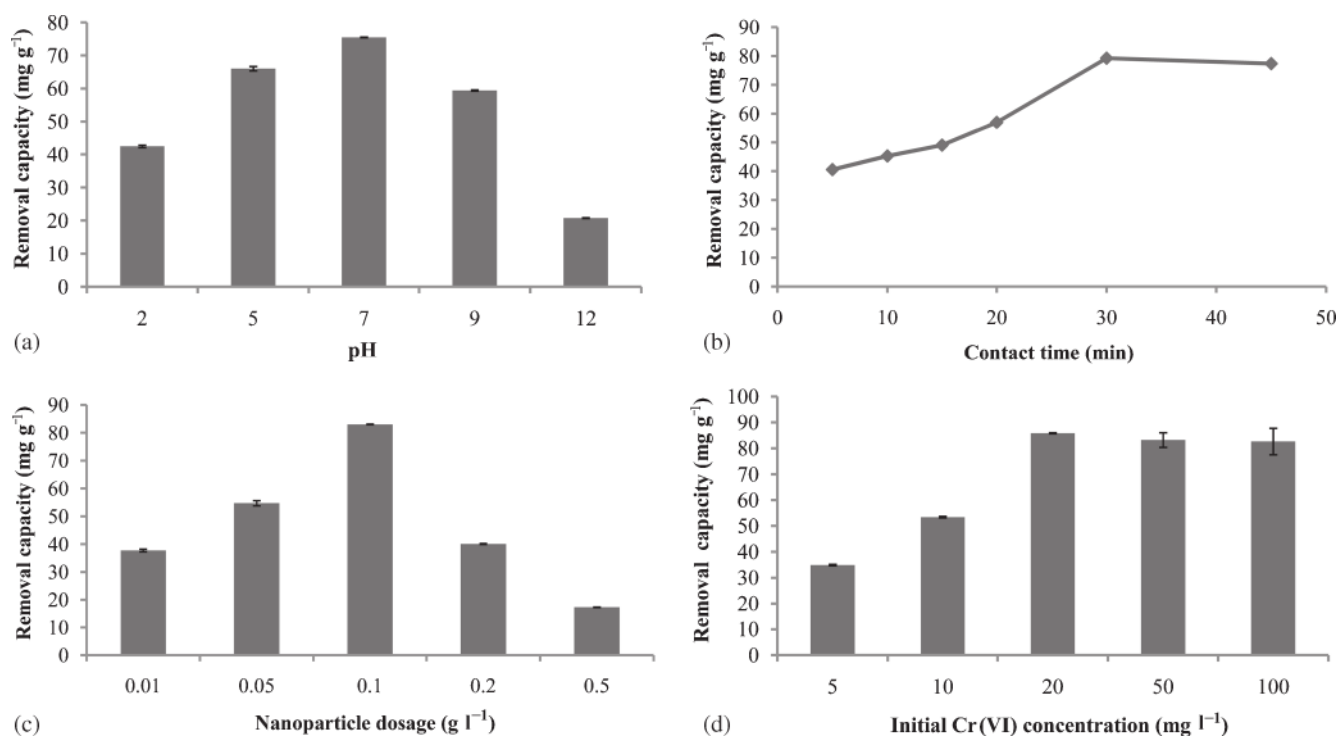 80
70
60
50
40
30
20
10
0
Removal capacity (mg g⁻¹)
2 5 7 9 12
pH
(a)
90
80
70
60
50
40
30
20
10
0
Removal capacity (mg g⁻¹)
0 10 20 30 40 50
Contact time (min)
(b)
90
80
70
60
50
40
30
20
10
0
Removal capacity (mg g⁻¹)
0.01 0.05 0.1 0.2 0.5
Nanoparticle dosage (g l⁻¹)
(c)
100
90
80
70
60
50
40
30
20
10
0
Removal capacity (mg g⁻¹)
5 10 20 50 100
Initial Cr(VI) concentration (mg l⁻¹)
(d)